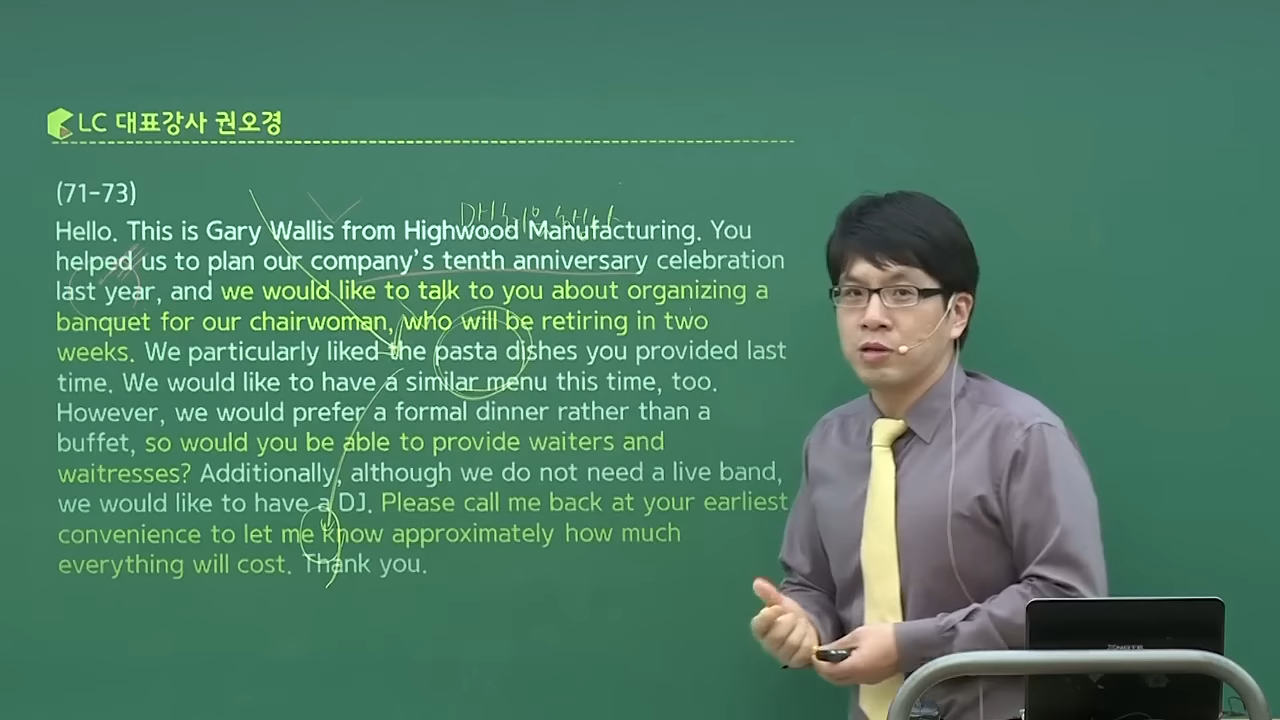 LC 대표강사 권오경
(71-73)
Hello. This is Gary Wallis from Highwood Manufacturing. You
helped us to plan our company's tenth anniversary celebration
last year, and we would like to talk to you about organizing a
banquet for our chairwoman, who will be retiring in two
weeks. We particularly liked the pasta dishes you provided last
time. We would like to have a similar menu this time, too.
However, we would prefer a formal dinner rather than a
buffet, so would you be able to provide waiters and
waitresses? Additionally, although we do not need a live band,
we would like to have a DJ. Please call me back at your earliest
convenience to let me know approximately how much
everything will cost. Thank you.